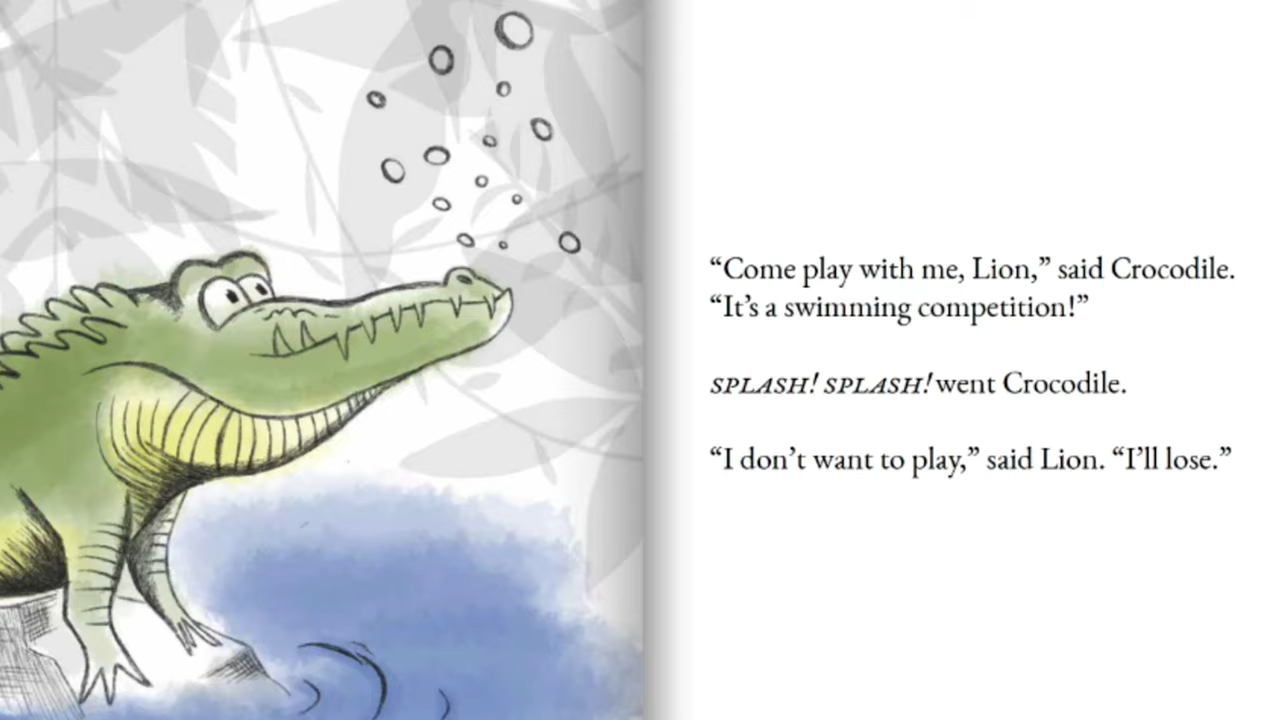 “Come play with me, Lion,” said Crocodile.
“It’s a swimming competition!”
SPLASH! SPLASH! went Crocodile.
“I don’t want to play,” said Lion. “I’ll lose.”